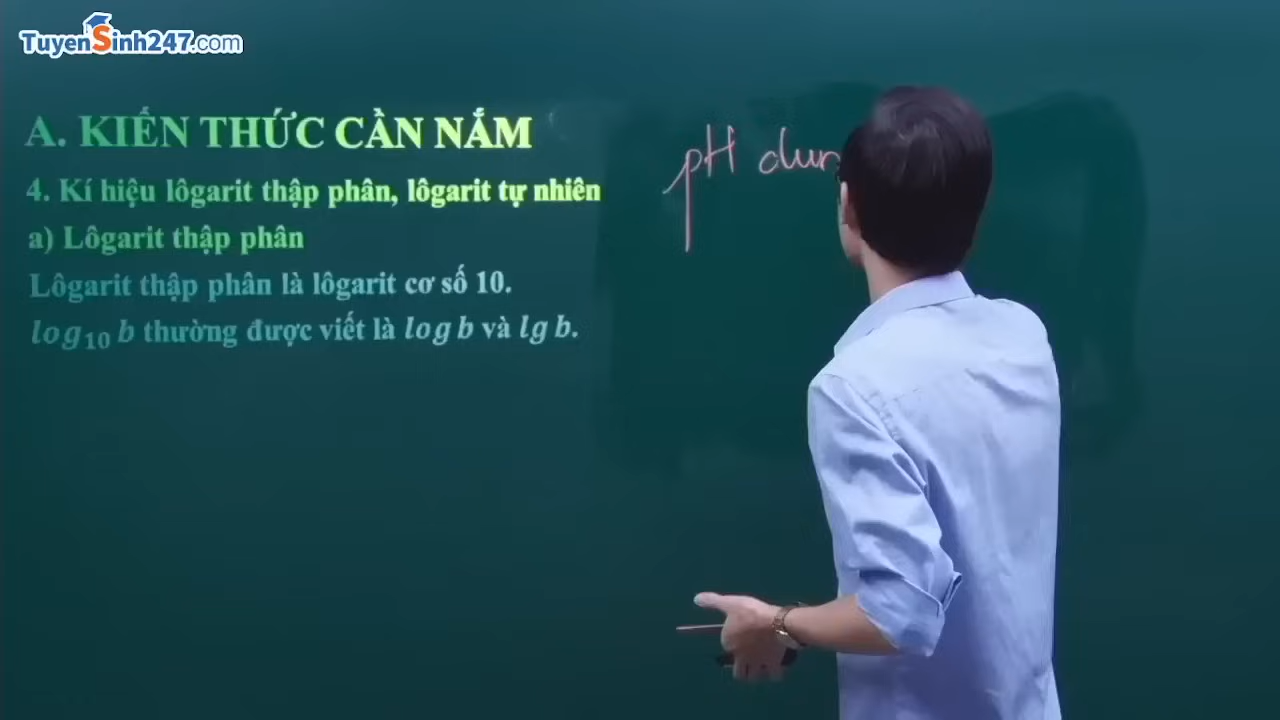 TuyenSinh247.com
A. KIẾN THỨC CẦN NẮM
4. Kí hiệu lôgarit thập phân, lôgarit tự nhiên
a) Lôgarit thập phân
Lôgarit thập phân là lôgarit cơ số 10.
log₁₀ b thường được viết là log b và lg b.
pH dun